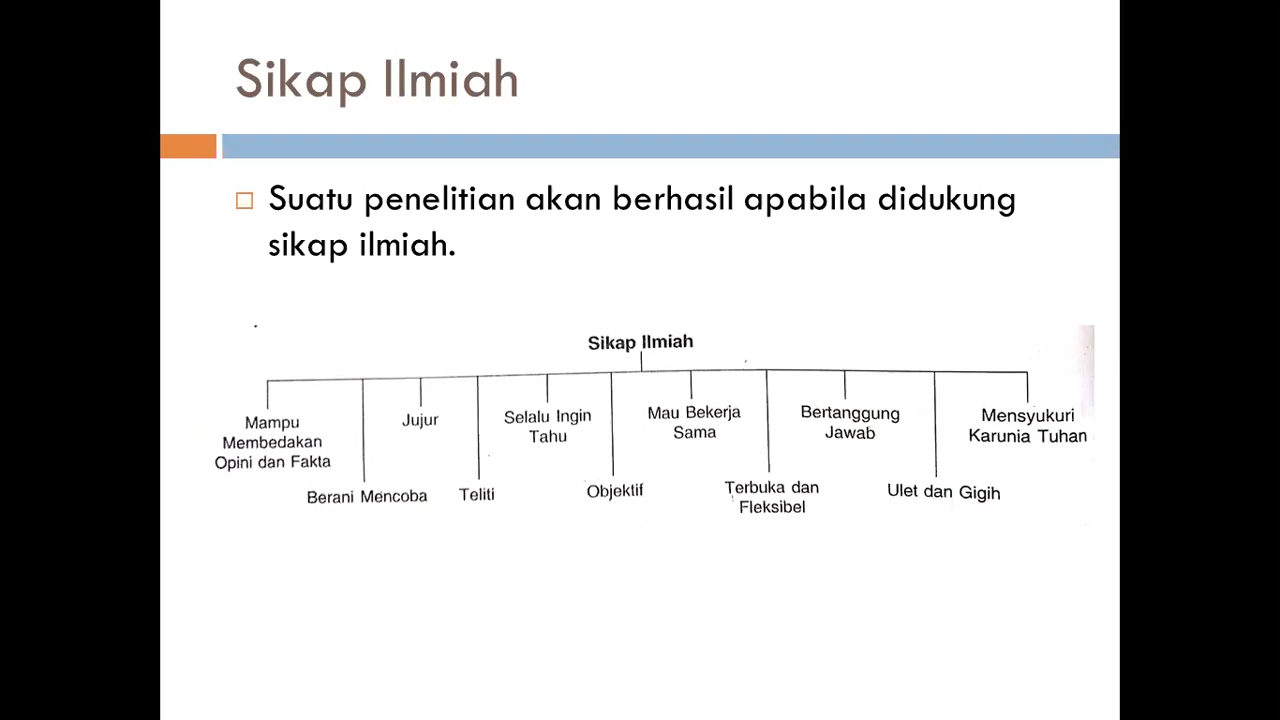 Sikap Ilmiah
Suatu penelitian akan berhasil apabila didukung
sikap ilmiah.
Sikap Ilmiah
Mampu
Membedakan
Opini dan Fakta
Berani Mencoba
Jujur
Teliti
Selalu Ingin
Tahu
Objektif
Mau Bekerja
Sama
Terbuka dan
Fleksibel
Bertanggung
Jawab
Ulet dan Gigih
Mensyukuri
Karunia Tuhan